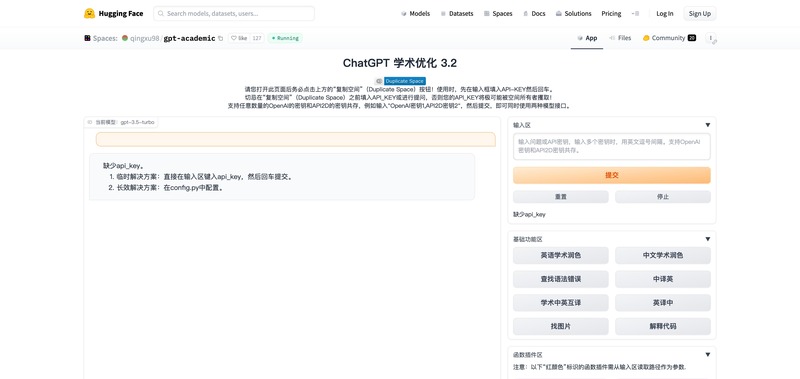 Hugging Face
Search models, datasets, users...
Models
Datasets
Spaces
Docs
Solutions
Pricing
Log In
Sign Up
Spaces:
qingxu98/gpt-academic
like
127
Running
App
Files
Community
20
ChatGPT 学术优化 3.2
Duplicate Space
请您打开此页面后务必点击上方的“复制空间”（Duplicate Space）按钮！使用时，先在输入框填入API-KEY然后回车。
切忌在“复制空间”（Duplicate Space）之前填入API_KEY或进行提问，否则您的API_KEY将极可能被空间所有者攫取！
支持任意数量的OpenAI的密钥和API2D的密钥共存，例如输入"OpenAI密钥1,API2D密钥2"，然后提交，即可同时使用两种模型接口。
当前模型：gpt-3.5-turbo
缺少api_key。
1. 临时解决方案：直接在输入区键入api_key，然后回车提交。
2. 长效解决方案：在config.py中配置。
输入区
输入问题或API密钥，输入多个密钥时，用英文逗号间隔。支持OpenAI
密钥和API2D密钥共存。
提交
重置
停止
缺少api_key
基础功能区
英语学术润色
中文学术润色
查找语法错误
中译英
学术中英互译
英译中
找图片
解释代码
函数插件区
注意：以下“红颜色”标识的函数插件需从输入区读取路径作为参数.